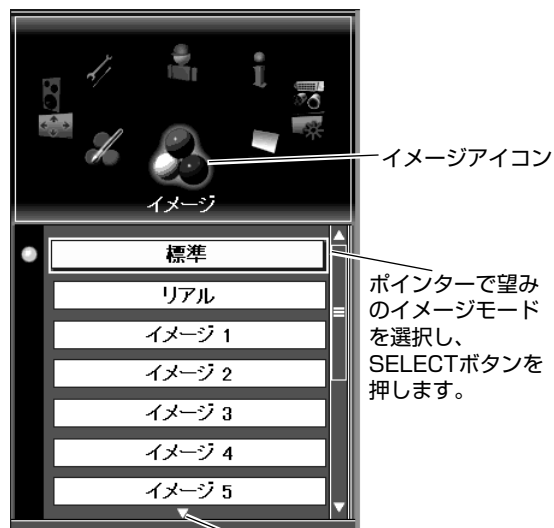 イメージアイコン
イメージ
標準
リアル
イメージ 1
イメージ 2
イメージ 3
イメージ 4
イメージ 5
ポインターで望み
のイメージモード
を選択し、
SELECTボタンを
押します。